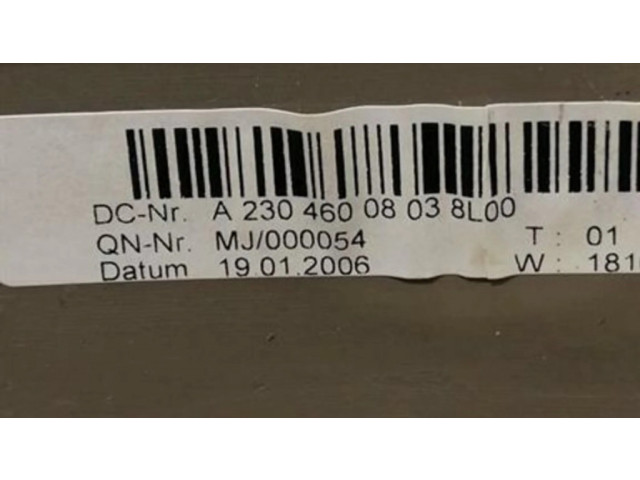 DC-Nr. A 230 460 08 03 8L00
QN-Nr. MJ/000054 T : 01
Datum 19.01.2006 W : 181